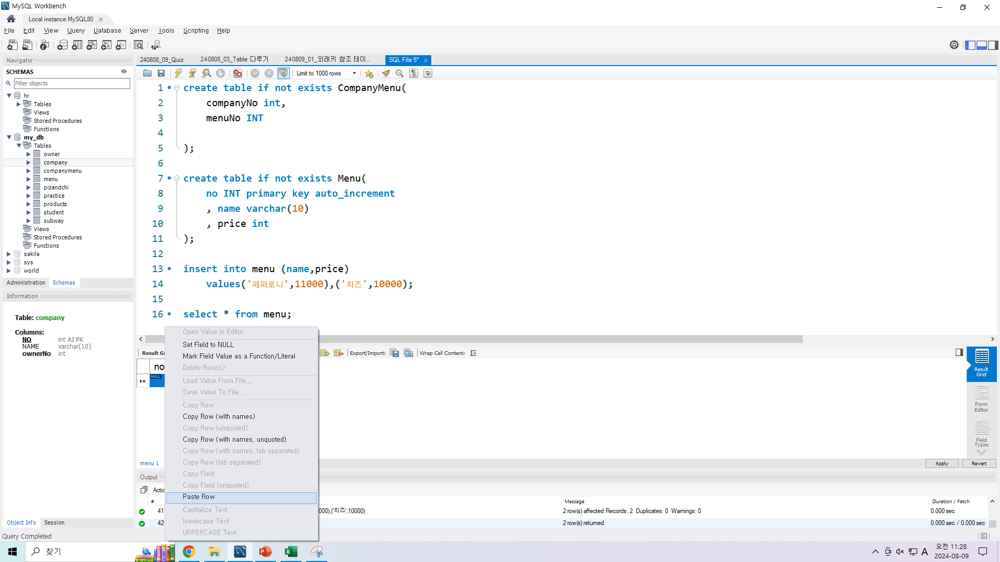 MySQL Workbench
Local instance MySQL80
File Edit View Query Database Server Tools Scripting Help
Navigator
SCHEMAS
Filter objects
hr
Tables
Views
Stored Procedures
Functions
my_db
Tables
owner
company
companymenu
menu
pizandchi
practice
products
student
subway
Views
Stored Procedures
Functions
sakila
sys
world
Administration Schemas
Information
Table: company
Columns:
NO int AI PK
NAME varchar(10)
ownerNo int
Object Info Session
Query Completed
240808_09_Quiz 240808_03_Table 다루기 240809_01_외래키 참조 테이... SQL File 5*
Limit to 1000 rows
1 create table if not exists CompanyMenu(
2 companyNo int,
3 menuNo INT
4
5 );
6
7 create table if not exists Menu(
8 no INT primary key auto_increment
9 , name varchar(10)
10 , price int
11 );
12
13 insert into menu (name,price)
14 values('페퍼로니',11000),('치즈',10000);
15
16 select * from menu;
Open Value in Editor
Set Field to NULL
Mark Field Value as a Function/Literal
Delete Row(s)
Load Value From File...
Save Value To File...
Copy Row
Copy Row (with names)
Copy Row (unquoted)
Copy Row (with names, unquoted)
Copy Row (with names, tab separated)
Copy Row (tab separated)
Copy Field
Copy Field (unquoted)
Paste Row
Capitalize Text
lowercase Text
UPPERCASE Text
Result Gr
Export/Import: Wrap Cell Content:
no
NULL
Result Grid
Form Editor
Field Types
menu 1
Apply Revert
Output
Actio
# Message Duration / Fetch
41 000),('치즈',10000) 2 row(s) affected Records: 2 Duplicates: 0 Warnings: 0 0.000 sec
42 2 row(s) returned 0.000 sec / 0.000 sec
찾기
A
오전 11:28
2024-08-09